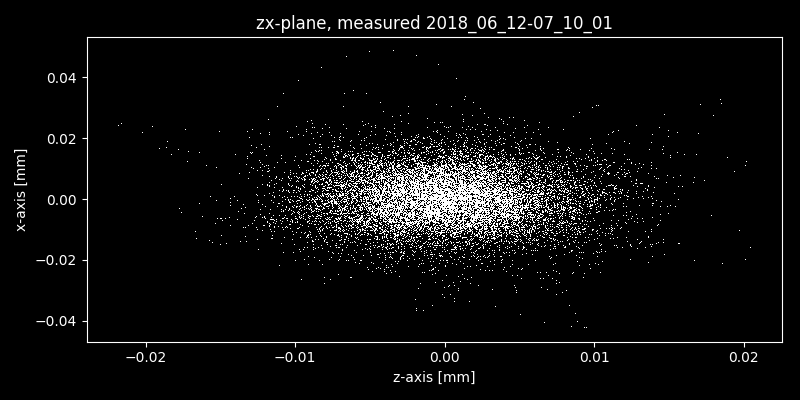 zx-plane, measured 2018_06_12-07_10_01
0.04
0.02
0.00
−0.02
−0.04
x-axis [mm]
−0.02 −0.01 0.00 0.01 0.02
z-axis [mm]